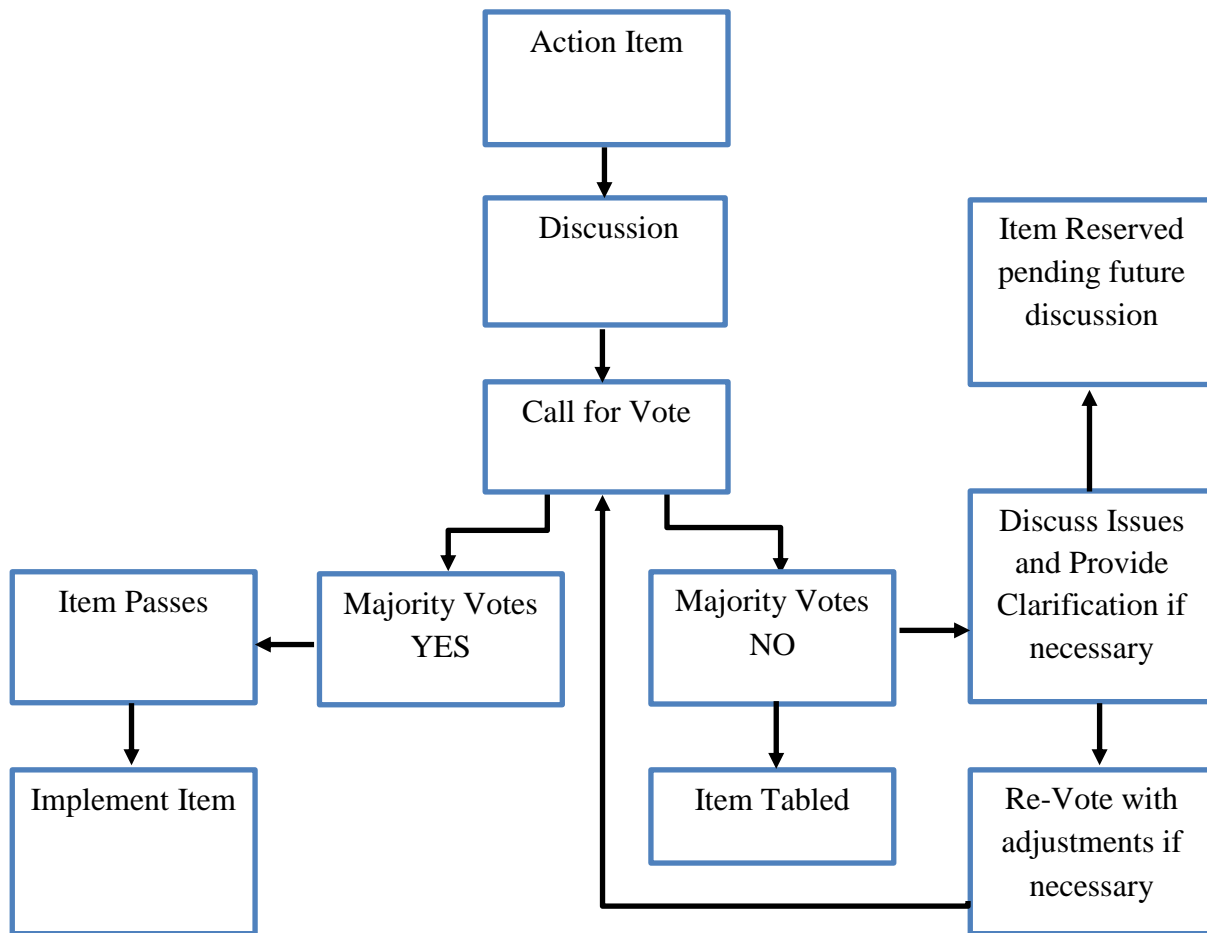 Action Item
Discussion
Item Reserved
pending future
discussion
Call for Vote
Item Passes
Majority Votes
YES
Majority Votes
NO
Discuss Issues
and Provide
Clarification if
necessary
Implement Item
Item Tabled
Re-Vote with
adjustments if
necessary